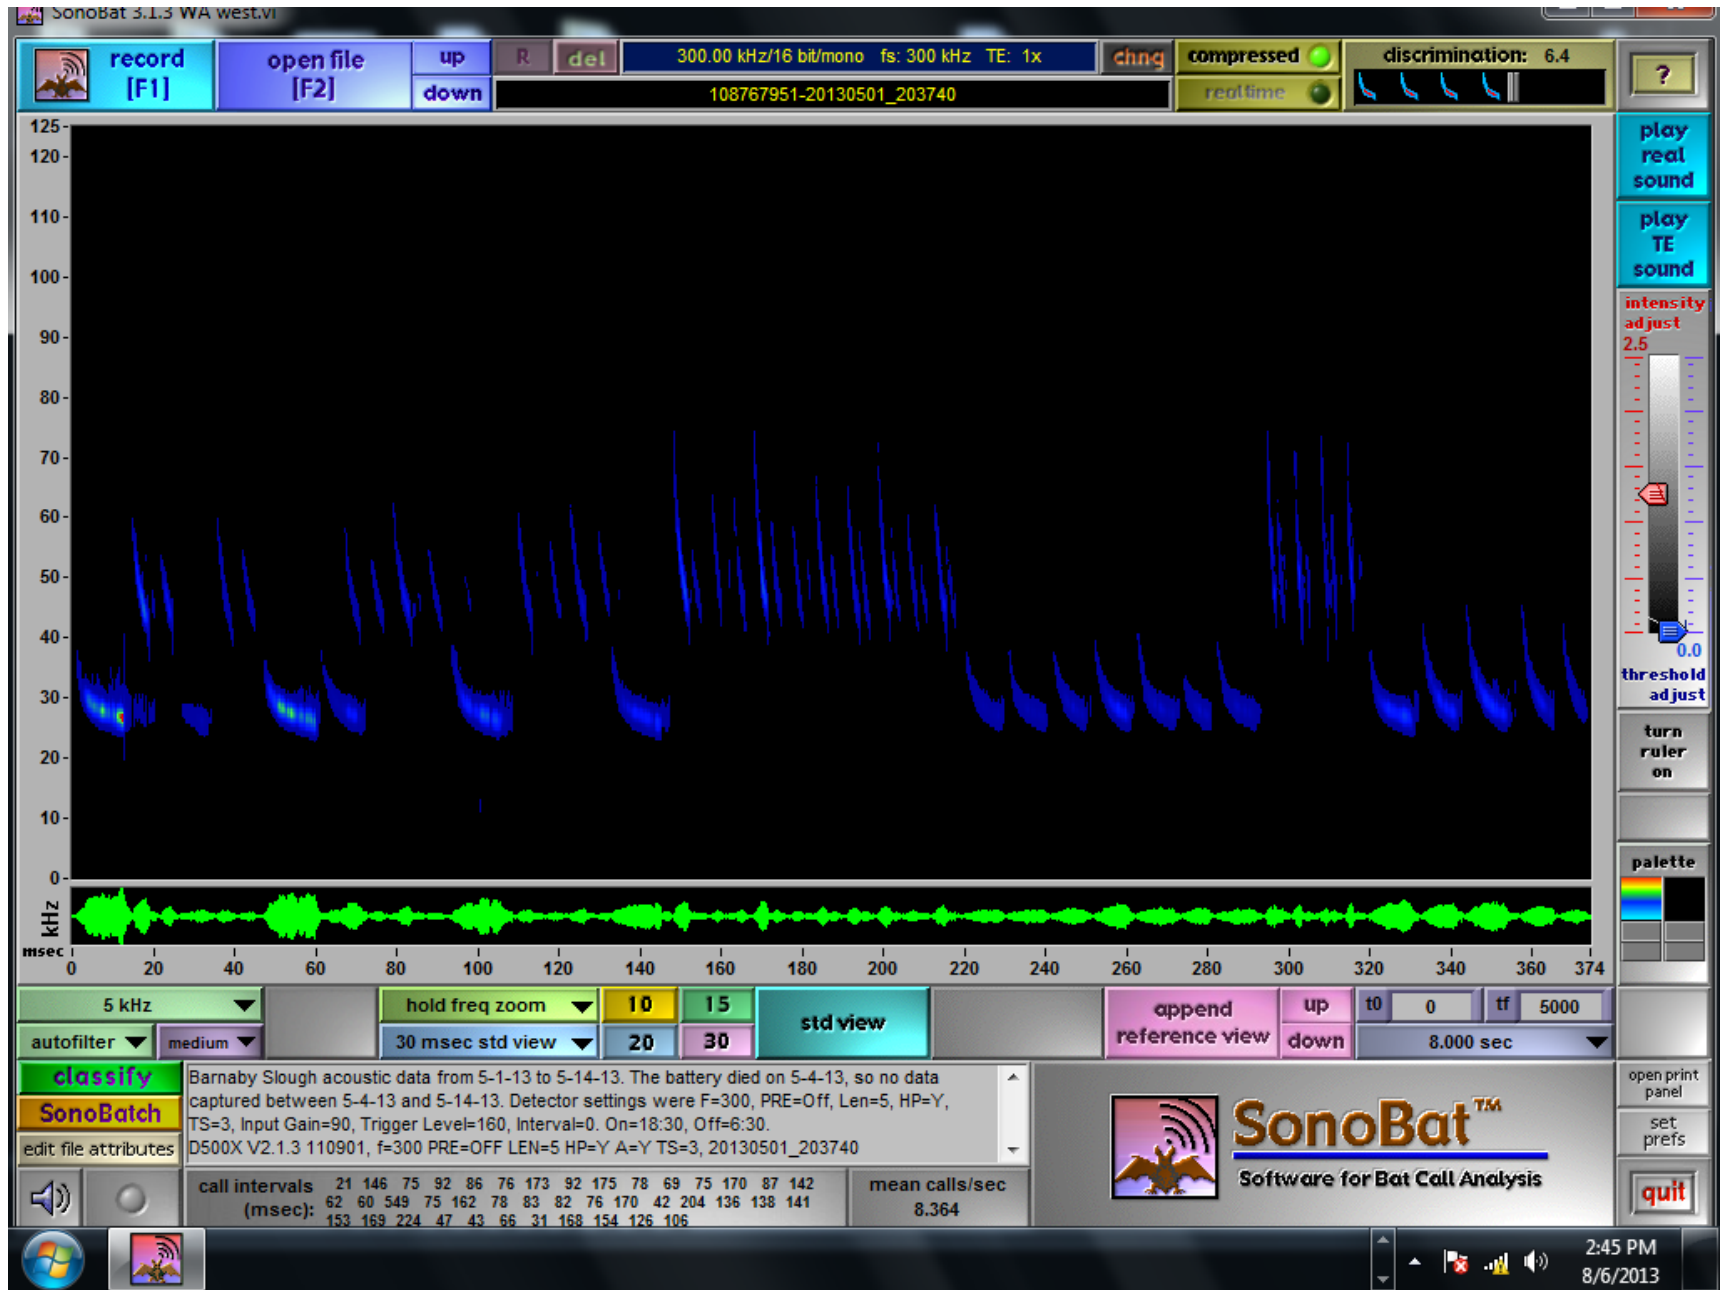 SonoBat 3.1.3 WA west.vi
record
[F1]
open file
[F2]
up
down
R
del
300.00 kHz/16 bit/mono fs: 300 kHz TE: 1x
108767951-20130501_203740
chng
compressed
realtime
discrimination: 6.4
?
play
real
sound
play
TE
sound
intensity
adjust
2.5
0.0
threshold
adjust
turn
ruler
on
palette
125
120
110
100
90
80
70
60
50
40
30
20
10
0
kHz
msec
0 20 40 60 80 100 120 140 160 180 200 220 240 260 280 300 320 340 360 374
5 kHz
autofilter
medium
hold freq zoom
30 msec std view
10
15
20
30
std view
append
reference view
up
down
t0 0
tf 5000
8.000 sec
classify
SonoBatch
edit file attributes
Barnaby Slough acoustic data from 5-1-13 to 5-14-13. The battery died on 5-4-13, so no data
captured between 5-4-13 and 5-14-13. Detector settings were F=300, PRE=Off, Len=5, HP=Y,
TS=3, Input Gain=90, Trigger Level=160, Interval=0. On=18:30, Off=6:30.
D500X V2.1.3 110901, f=300 PRE=OFF LEN=5 HP=Y A=Y TS=3, 20130501_203740
call intervals
(msec):
21 146 75 92 86 76 173 92 175 78 69 75 170 87 142
62 60 549 75 162 78 83 82 76 170 42 204 136 138 141
153 169 224 47 43 66 31 168 154 126 106
mean calls/sec
8.364
SonoBat™
Software for Bat Call Analysis
open print
panel
set
prefs
quit
2:45 PM
8/6/2013